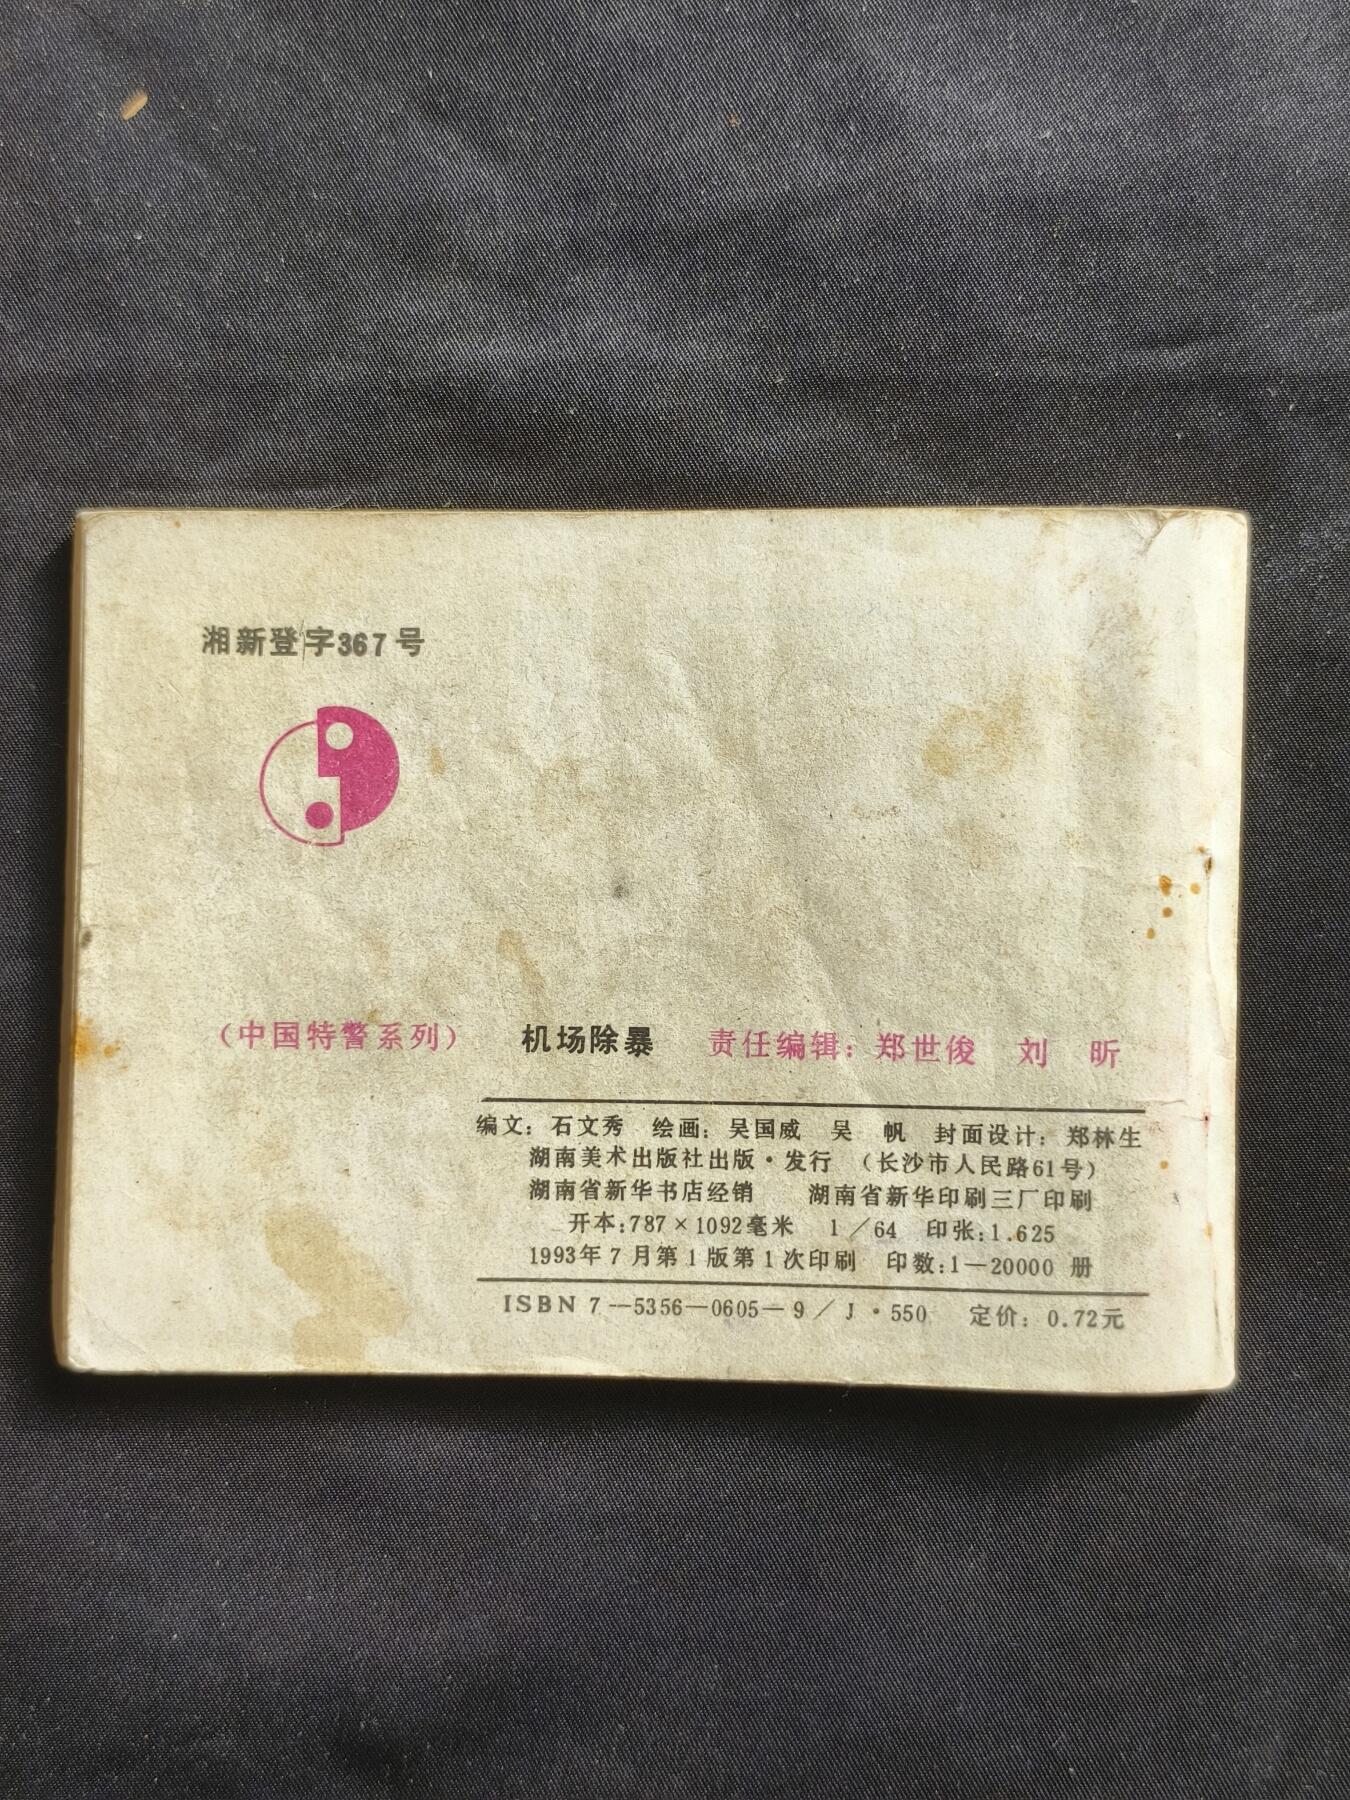 湘新登字367号
（中国特警系列） 机场除暴 责任编辑：郑世俊 刘 昕
编文：石文秀 绘画：吴国威 吴 帆 封面设计：郑林生
湖南美术出版社出版·发行 （长沙市人民路61号）
湖南省新华书店经销 湖南省新华印刷三厂印刷
开本:787×1092毫米 1／64 印张:1.625
1993年7月第1版第1次印刷 印数:1—20000 册
ISBN 7—5356—0605—9／J·550 定价：0.72元